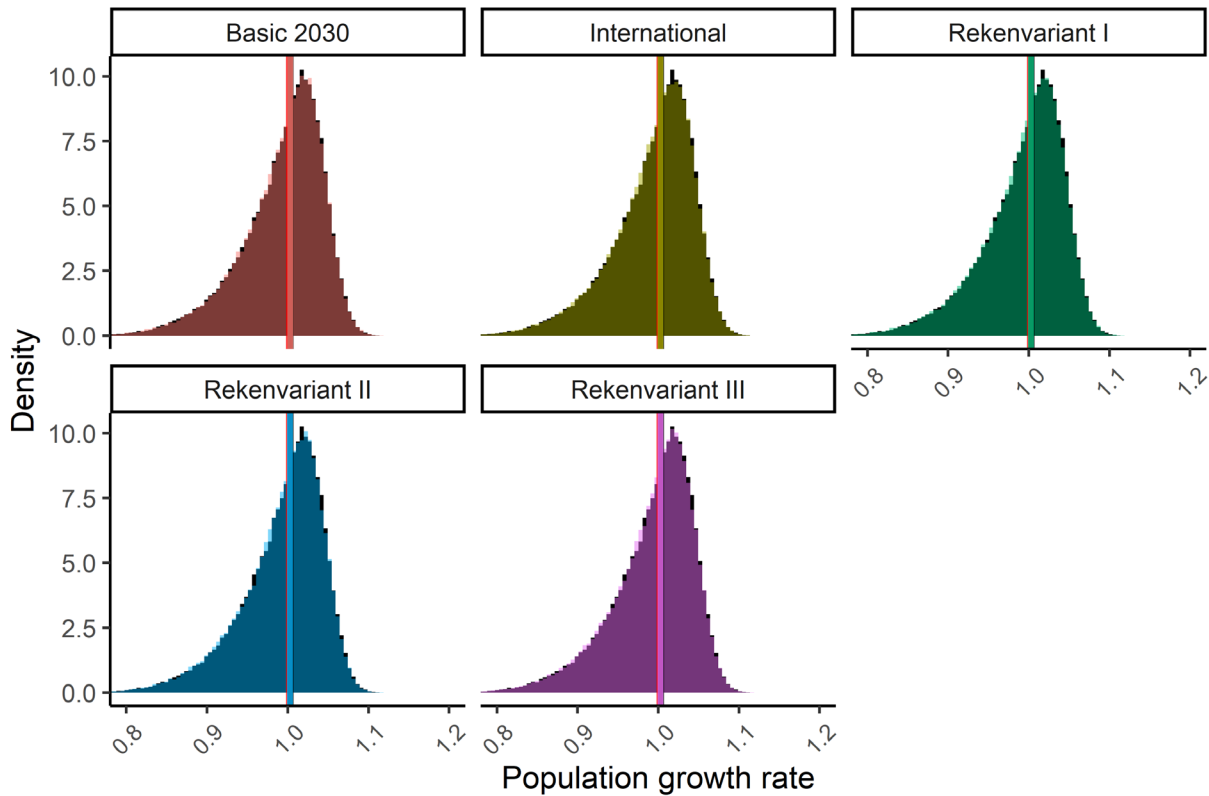 Basic 2030
International
Rekenvariant I
10.0
7.5
5.0
2.5
0.0
0.8 0.9 1.0 1.1 1.2
Density
Rekenvariant II
Rekenvariant III
10.0
7.5
5.0
2.5
0.0
0.8 0.9 1.0 1.1 1.2
0.8 0.9 1.0 1.1 1.2
Population growth rate